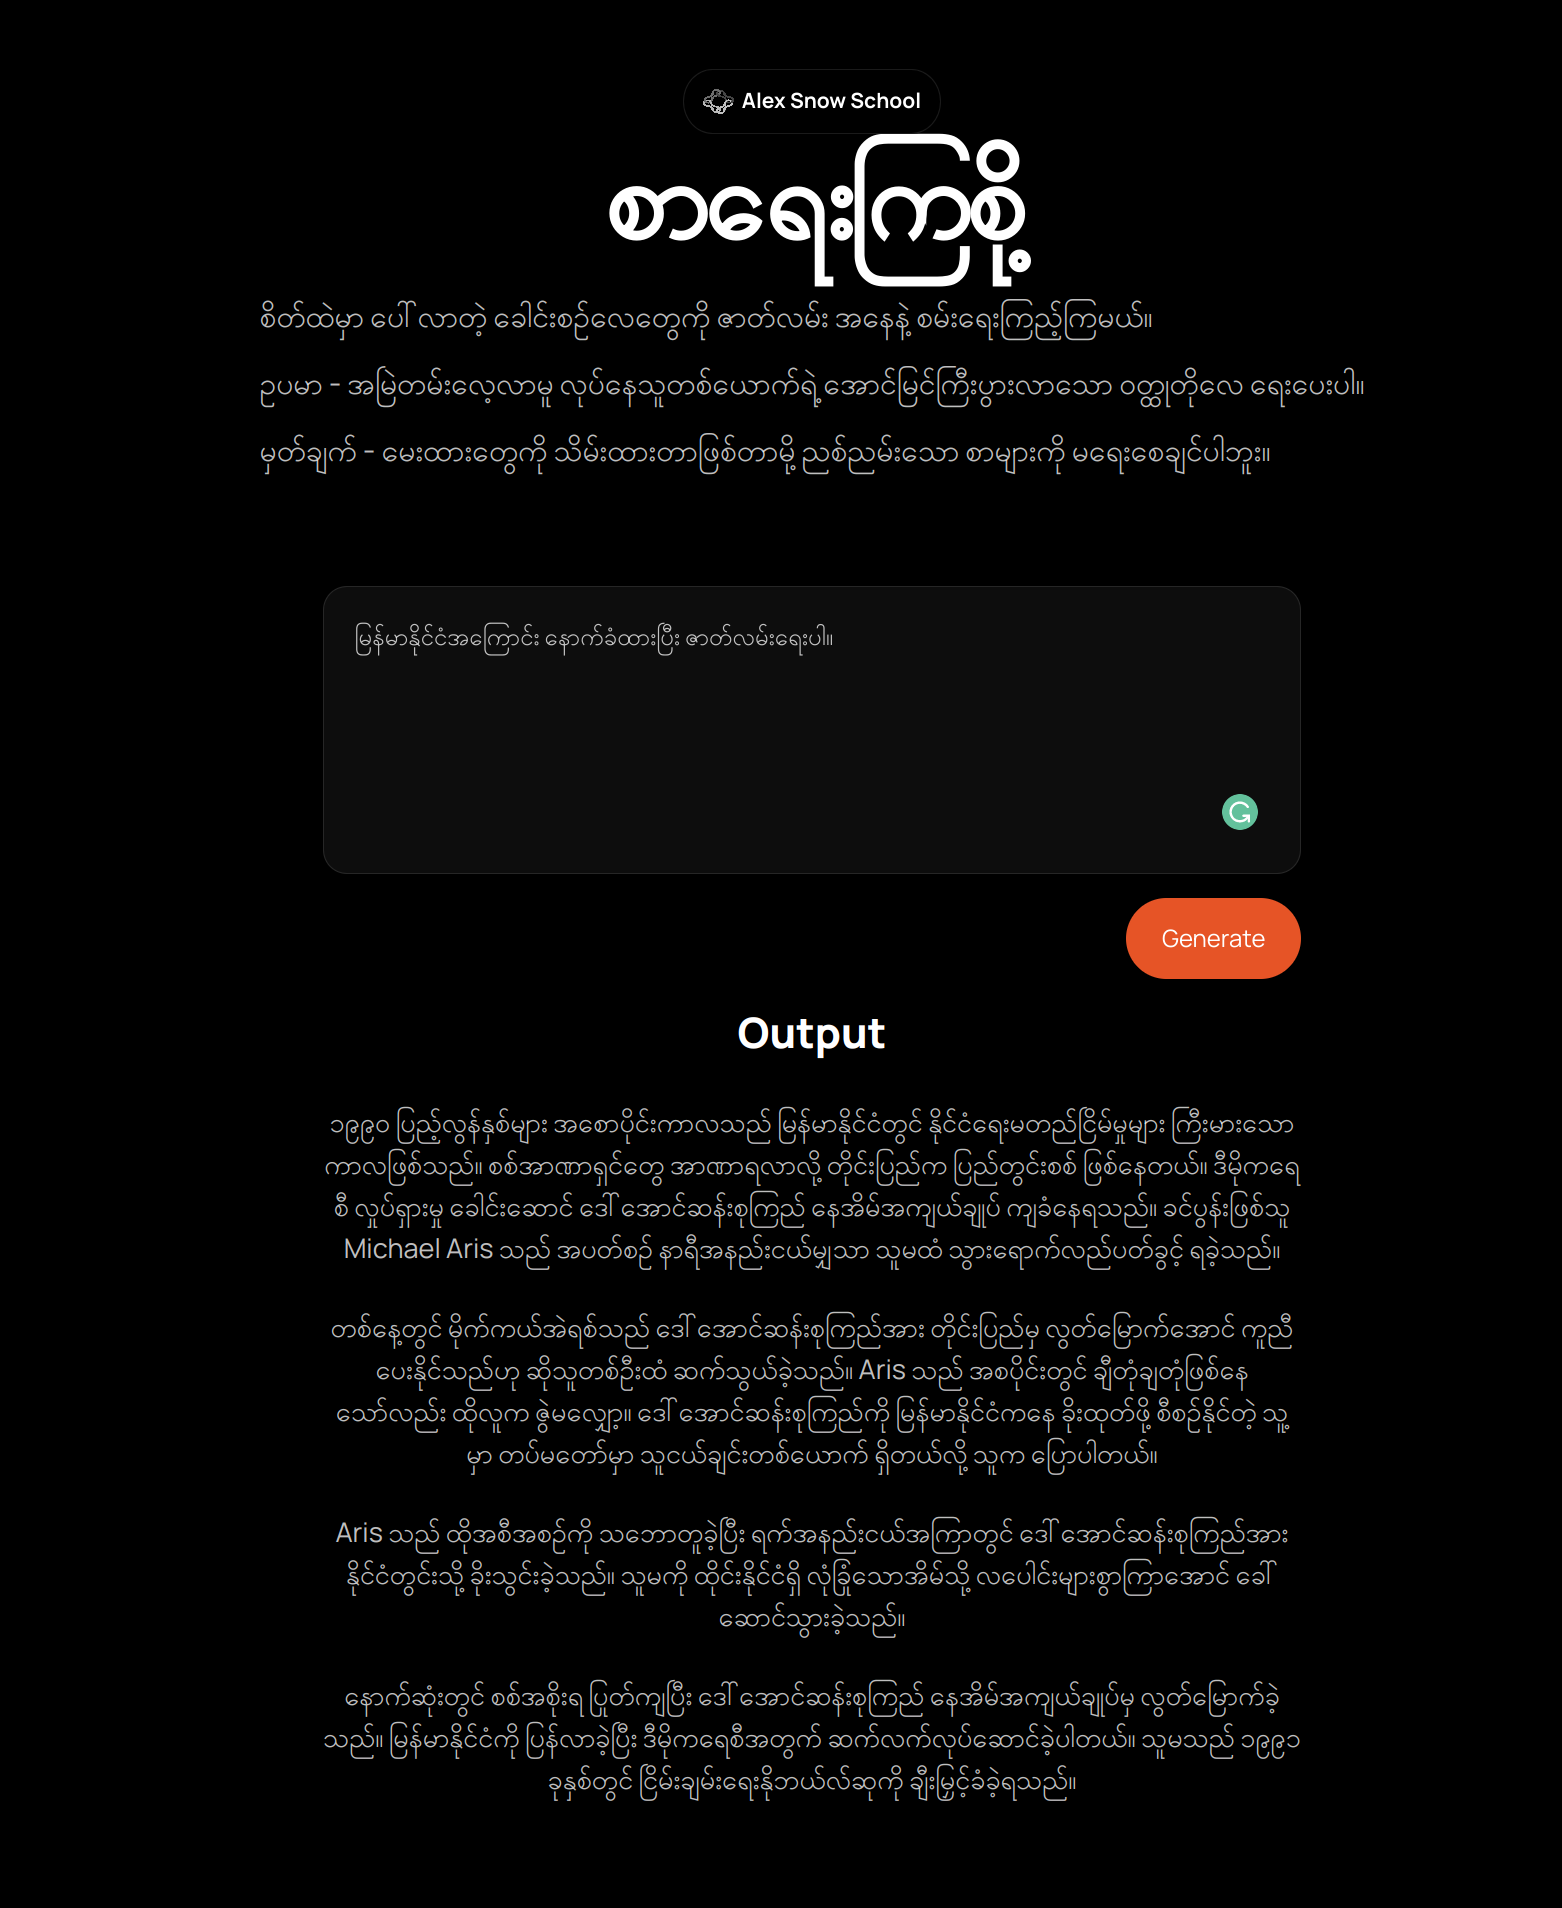 Alex Snow School
စာရေးကြစို့
စိတ်ထဲမှာ ပေါ် လာတဲ့ ခေါင်းစဉ်လေတွေကို ဇာတ်လမ်း အနေနဲ့ စမ်းရေးကြည့်ကြမယ်။
ဥပမာ - အမြဲတမ်းလေ့လာမူ လုပ်နေသူတစ်ယောက်ရဲ့ အောင်မြင်ကြီးပွားလာသော ဝတ္ထုတိုလေ ရေးပေးပါ။
မှတ်ချက် - မေးထားတွေကို သိမ်းထားတာဖြစ်တာမို့ ညစ်ညမ်းသော စာများကို မရေးစေချင်ပါဘူး။
မြန်မာနိုင်ငံအကြောင်း နောက်ခံထားပြီး ဇာတ်လမ်းရေးပါ။
Generate
Output
၁၉၉၀ ပြည့်လွန်နှစ်များ အစောပိုင်းကာလသည် မြန်မာနိုင်ငံတွင် နိုင်ငံရေးမတည်ငြိမ်မှုများ ကြီးမားသော
ကာလဖြစ်သည်။ စစ်အာဏာရှင်တွေ အာဏာရလာလို့ တိုင်းပြည်က ပြည်တွင်းစစ် ဖြစ်နေတယ်။ ဒီမိုကရေ
စီ လှုပ်ရှားမှု ခေါင်းဆောင် ဒေါ် အောင်ဆန်းစုကြည် နေအိမ်အကျယ်ချုပ် ကျခံနေရသည်။ ခင်ပွန်းဖြစ်သူ
Michael Aris သည် အပတ်စဉ် နာရီအနည်းငယ်မျှသာ သူမထံ သွားရောက်လည်ပတ်ခွင့် ရခဲ့သည်။
တစ်နေ့တွင် မိုက်ကယ်အဲရစ်သည် ဒေါ် အောင်ဆန်းစုကြည်အား တိုင်းပြည်မှ လွတ်မြောက်အောင် ကူညီ
ပေးနိုင်သည်ဟု ဆိုသူတစ်ဦးထံ ဆက်သွယ်ခဲ့သည်။ Aris သည် အစပိုင်းတွင် ချီတုံချတုံဖြစ်နေ
သော်လည်း ထိုလူက ဇွဲမလျှော့။ ဒေါ် အောင်ဆန်းစုကြည်ကို မြန်မာနိုင်ငံကနေ ခိုးထုတ်ဖို့ စီစဉ်နိုင်တဲ့ သူ့
မှာ တပ်မတော်မှာ သူငယ်ချင်းတစ်ယောက် ရှိတယ်လို့ သူက ပြောပါတယ်။
Aris သည် ထိုအစီအစဉ်ကို သဘောတူခဲ့ပြီး ရက်အနည်းငယ်အကြာတွင် ဒေါ် အောင်ဆန်းစုကြည်အား
နိုင်ငံတွင်းသို့ ခိုးသွင်းခဲ့သည်။ သူမကို ထိုင်းနိုင်ငံရှိ လုံခြုံသောအိမ်သို့ လပေါင်းများစွာကြာအောင် ခေါ်
ဆောင်သွားခဲ့သည်။
နောက်ဆုံးတွင် စစ်အစိုးရ ပြုတ်ကျပြီး ဒေါ် အောင်ဆန်းစုကြည် နေအိမ်အကျယ်ချုပ်မှ လွတ်မြောက်ခဲ့
သည်။ မြန်မာနိုင်ငံကို ပြန်လာခဲ့ပြီး ဒီမိုကရေစီအတွက် ဆက်လက်လုပ်ဆောင်ခဲ့ပါတယ်။ သူမသည် ၁၉၉၁
ခုနှစ်တွင် ငြိမ်းချမ်းရေးနိုဘယ်လ်ဆုကို ချီးမြှင့်ခံခဲ့ရသည်။